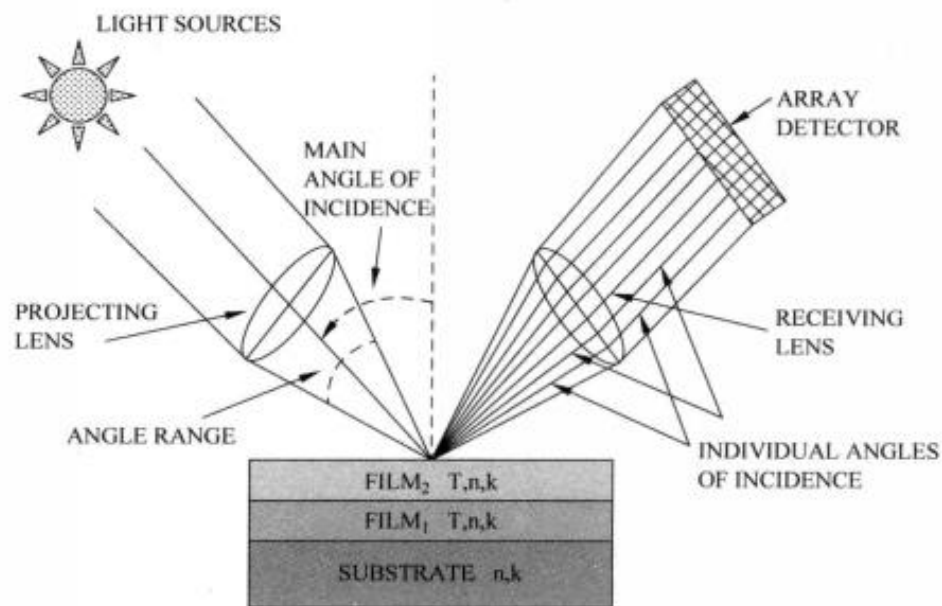 LIGHT SOURCES
MAIN
ANGLE OF
INCIDENCE
ARRAY
DETECTOR
PROJECTING
LENS
RECEIVING
LENS
ANGLE RANGE
INDIVIDUAL ANGLES
OF INCIDENCE
FILM₂ T,n,k
FILM₁ T,n,k
SUBSTRATE n,k